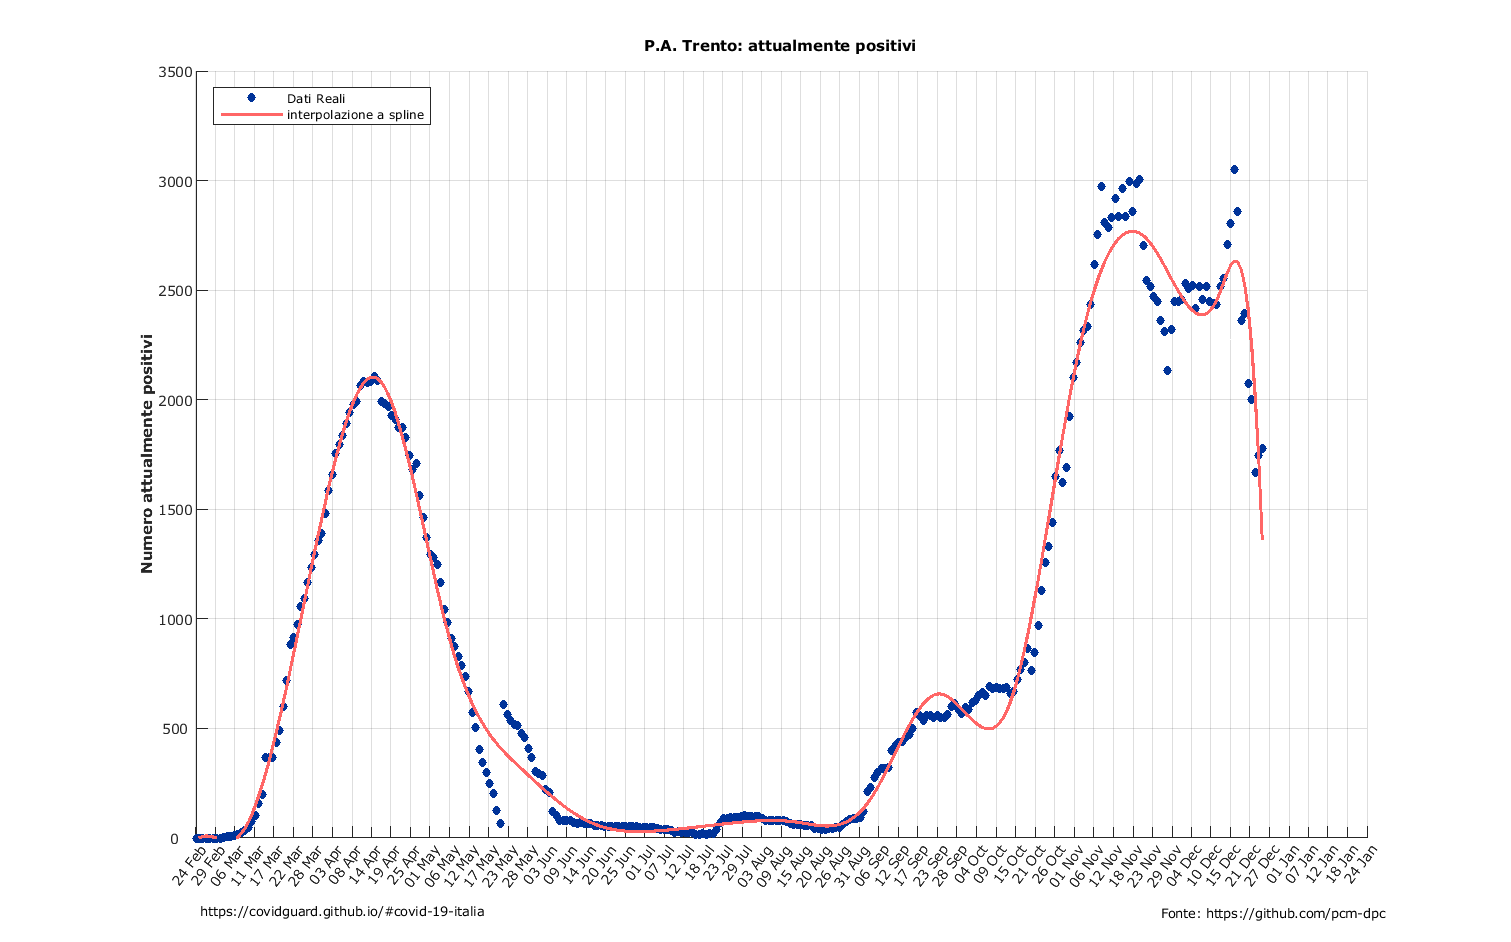 P.A. Trento: attualmente positivi
Numero attualmente positivi
3500
3000
2500
2000
1500
1000
500
0
Dati Reali
interpolazione a spline
24 Feb
29 Feb
06 Mar
11 Mar
17 Mar
22 Mar
28 Mar
03 Apr
08 Apr
14 Apr
19 Apr
25 Apr
01 May
06 May
12 May
17 May
23 May
28 May
03 Jun
09 Jun
14 Jun
20 Jun
25 Jun
01 Jul
07 Jul
12 Jul
18 Jul
23 Jul
29 Jul
03 Aug
09 Aug
15 Aug
20 Aug
26 Aug
31 Aug
06 Sep
12 Sep
17 Sep
23 Sep
28 Sep
04 Oct
09 Oct
15 Oct
21 Oct
26 Oct
01 Nov
06 Nov
12 Nov
18 Nov
23 Nov
29 Nov
04 Dec
10 Dec
15 Dec
21 Dec
27 Dec
01 Jan
07 Jan
12 Jan
18 Jan
24 Jan
https://covidguard.github.io/#covid-19-italia
Fonte: https://github.com/pcm-dpc